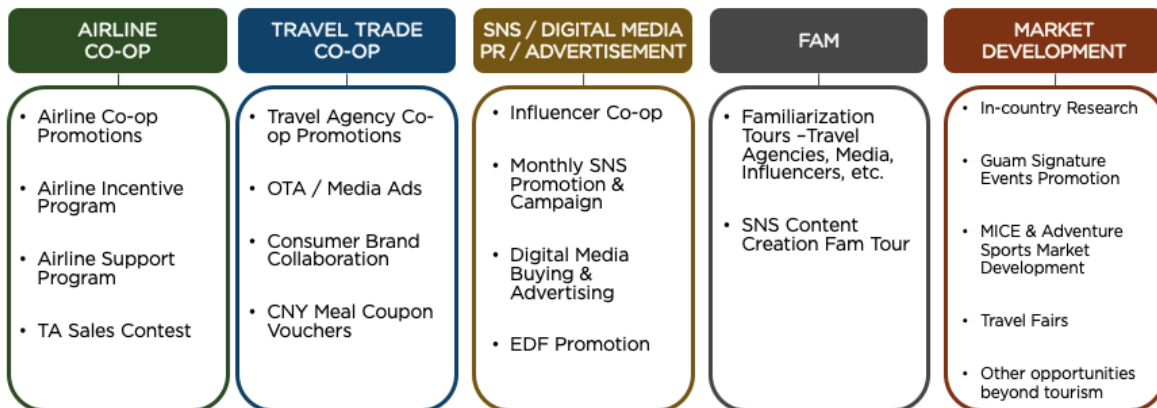 AIRLINE
CO-OP
• Airline Co-op
Promotions
• Airline Incentive
Program
• Airline Support
Program
• TA Sales Contest
TRAVEL TRADE
CO-OP
• Travel Agency Co-
op Promotions
• OTA / Media Ads
• Consumer Brand
Collaboration
• CNY Meal Coupon
Vouchers
SNS / DIGITAL MEDIA
PR / ADVERTISEMENT
• Influencer Co-op
• Monthly SNS
Promotion &
Campaign
• Digital Media
Buying &
Advertising
• EDF Promotion
FAM
• Familiarization
Tours –Travel
Agencies, Media,
Influencers, etc.
• SNS Content
Creation Fam Tour
MARKET
DEVELOPMENT
• In-country Research
• Guam Signature
Events Promotion
• MICE & Adventure
Sports Market
Development
• Travel Fairs
• Other opportunities
beyond tourism